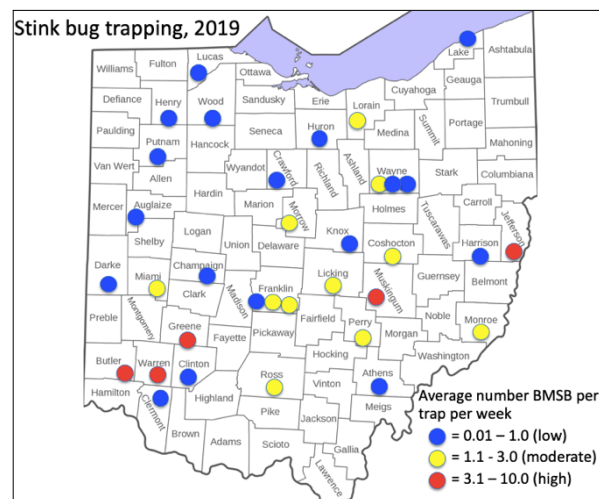 Stink bug trapping, 2019
Williams
Fulton
Lucas
Lake
Ashtabula
Ottawa
Geauga
Defiance
Henry
Wood
Sandusky
Erie
Lorain
Cuyahoga
Trumbull
Paulding
Seneca
Huron
Medina
Summit
Portage
Putnam
Hancock
Mahoning
Van Wert
Allen
Wyandot
Crawford
Richland
Ashland
Wayne
Stark
Columbiana
Hardin
Marion
Morrow
Holmes
Carroll
Jefferson
Mercer
Auglaize
Tuscarawas
Logan
Knox
Coshocton
Harrison
Shelby
Union
Delaware
Darke
Miami
Champaign
Licking
Muskingum
Guernsey
Belmont
Clark
Madison
Franklin
Preble
Montgomery
Greene
Fayette
Pickaway
Fairfield
Perry
Morgan
Noble
Monroe
Hocking
Washington
Butler
Warren
Clinton
Ross
Vinton
Athens
Hamilton
Clermont
Highland
Pike
Jackson
Meigs
Brown
Adams
Scioto
Gallia
Lawrence
Average number BMSB per
trap per week
= 0.01 – 1.0 (low)
= 1.1 - 3.0 (moderate)
= 3.1 – 10.0 (high)